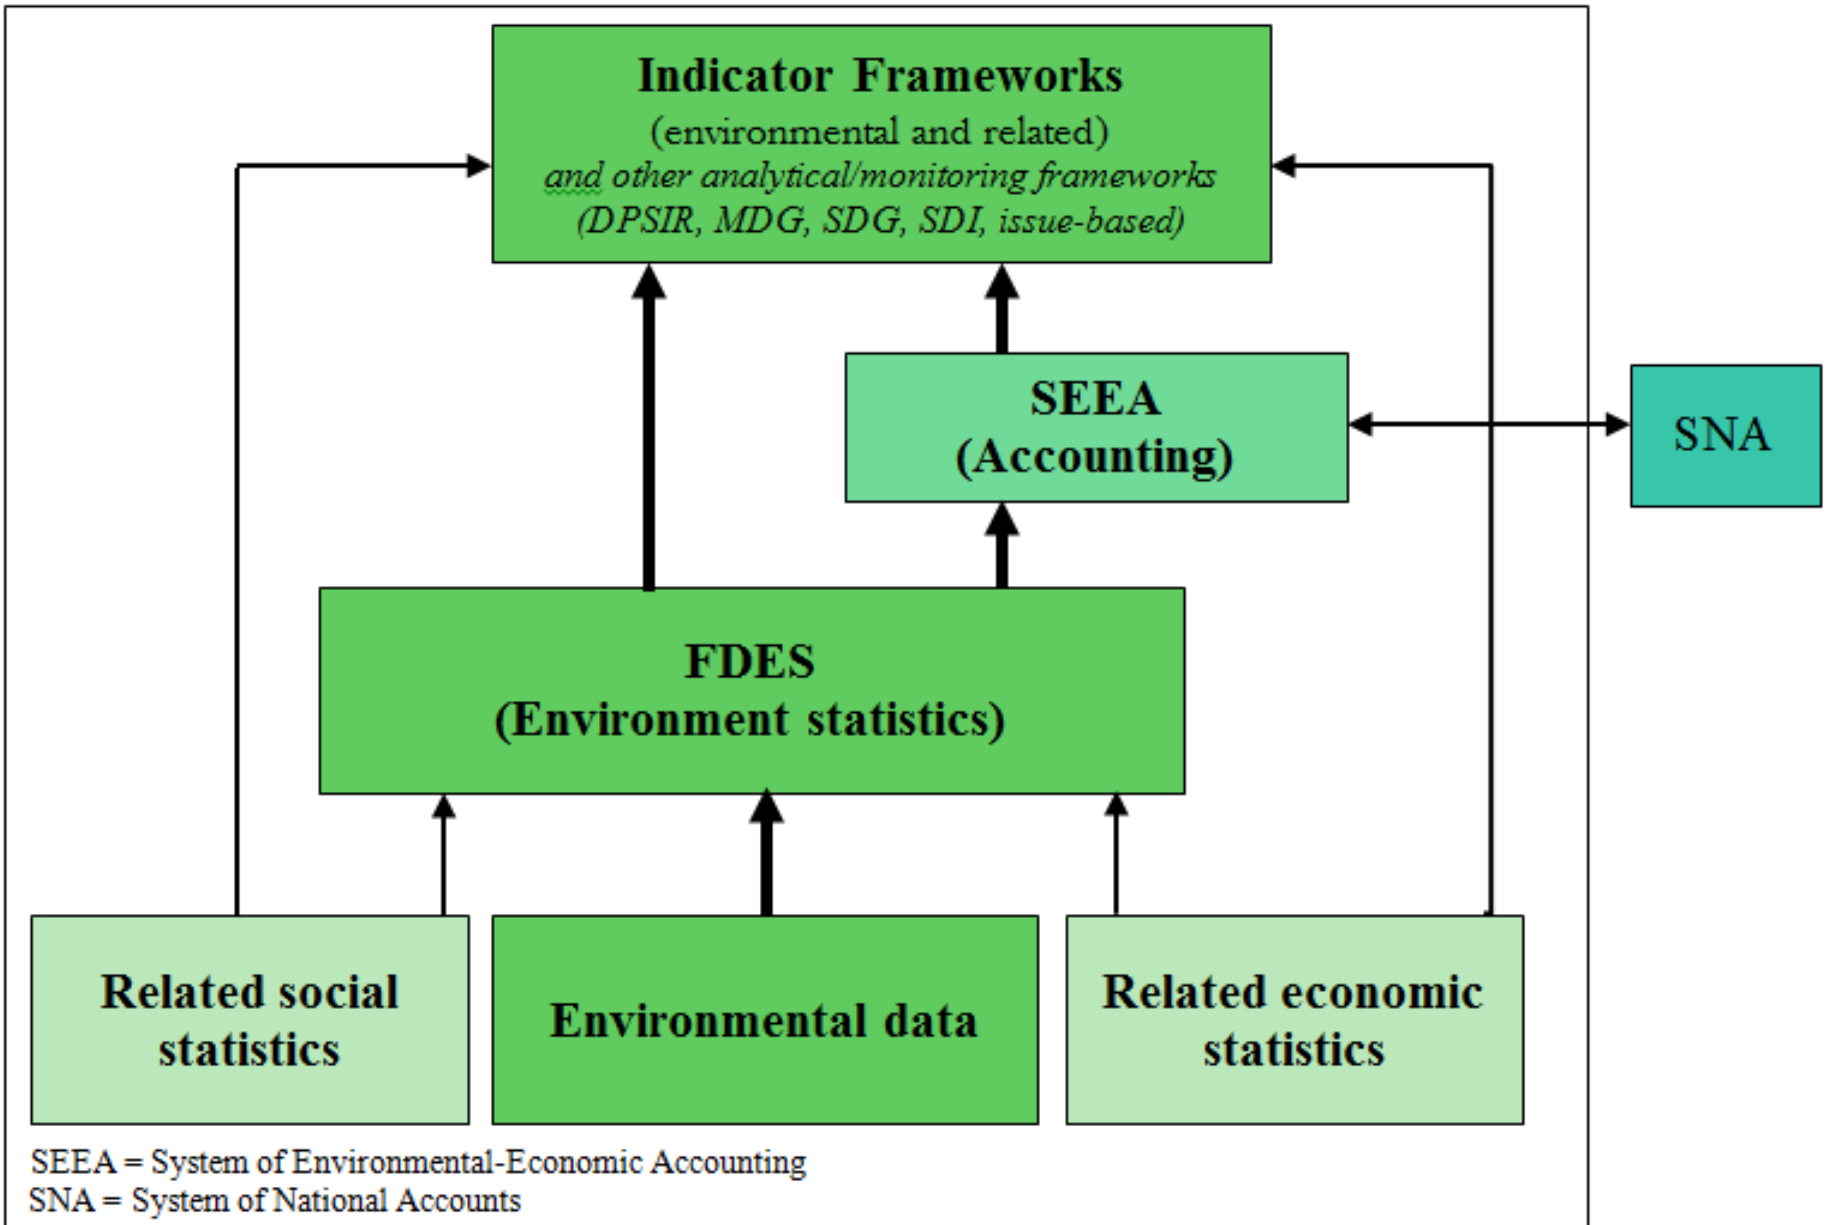 Indicator Frameworks
(environmental and related)
and other analytical/monitoring frameworks
(DPSIR, MDG, SDG, SDI, issue-based)
SEEA
(Accounting)
SNA
FDES
(Environment statistics)
Related social
statistics
Environmental data
Related economic
statistics
SEEA = System of Environmental-Economic Accounting
SNA = System of National Accounts